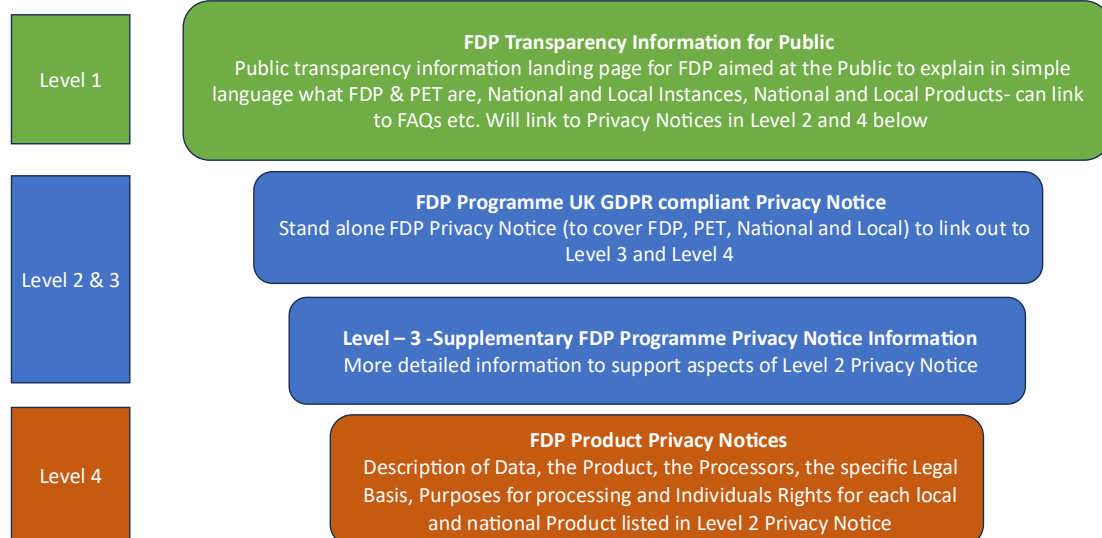 Level 1
FDP Transparency Information for Public
Public transparency information landing page for FDP aimed at the Public to explain in simple
language what FDP & PET are, National and Local Instances, National and Local Products- can link
to FAQs etc. Will link to Privacy Notices in Level 2 and 4 below
Level 2 & 3
FDP Programme UK GDPR compliant Privacy Notice
Stand alone FDP Privacy Notice (to cover FDP, PET, National and Local) to link out to
Level 3 and Level 4
Level – 3 -Supplementary FDP Programme Privacy Notice Information
More detailed information to support aspects of Level 2 Privacy Notice
Level 4
FDP Product Privacy Notices
Description of Data, the Product, the Processors, the specific Legal
Basis, Purposes for processing and Individuals Rights for each local
and national Product listed in Level 2 Privacy Notice